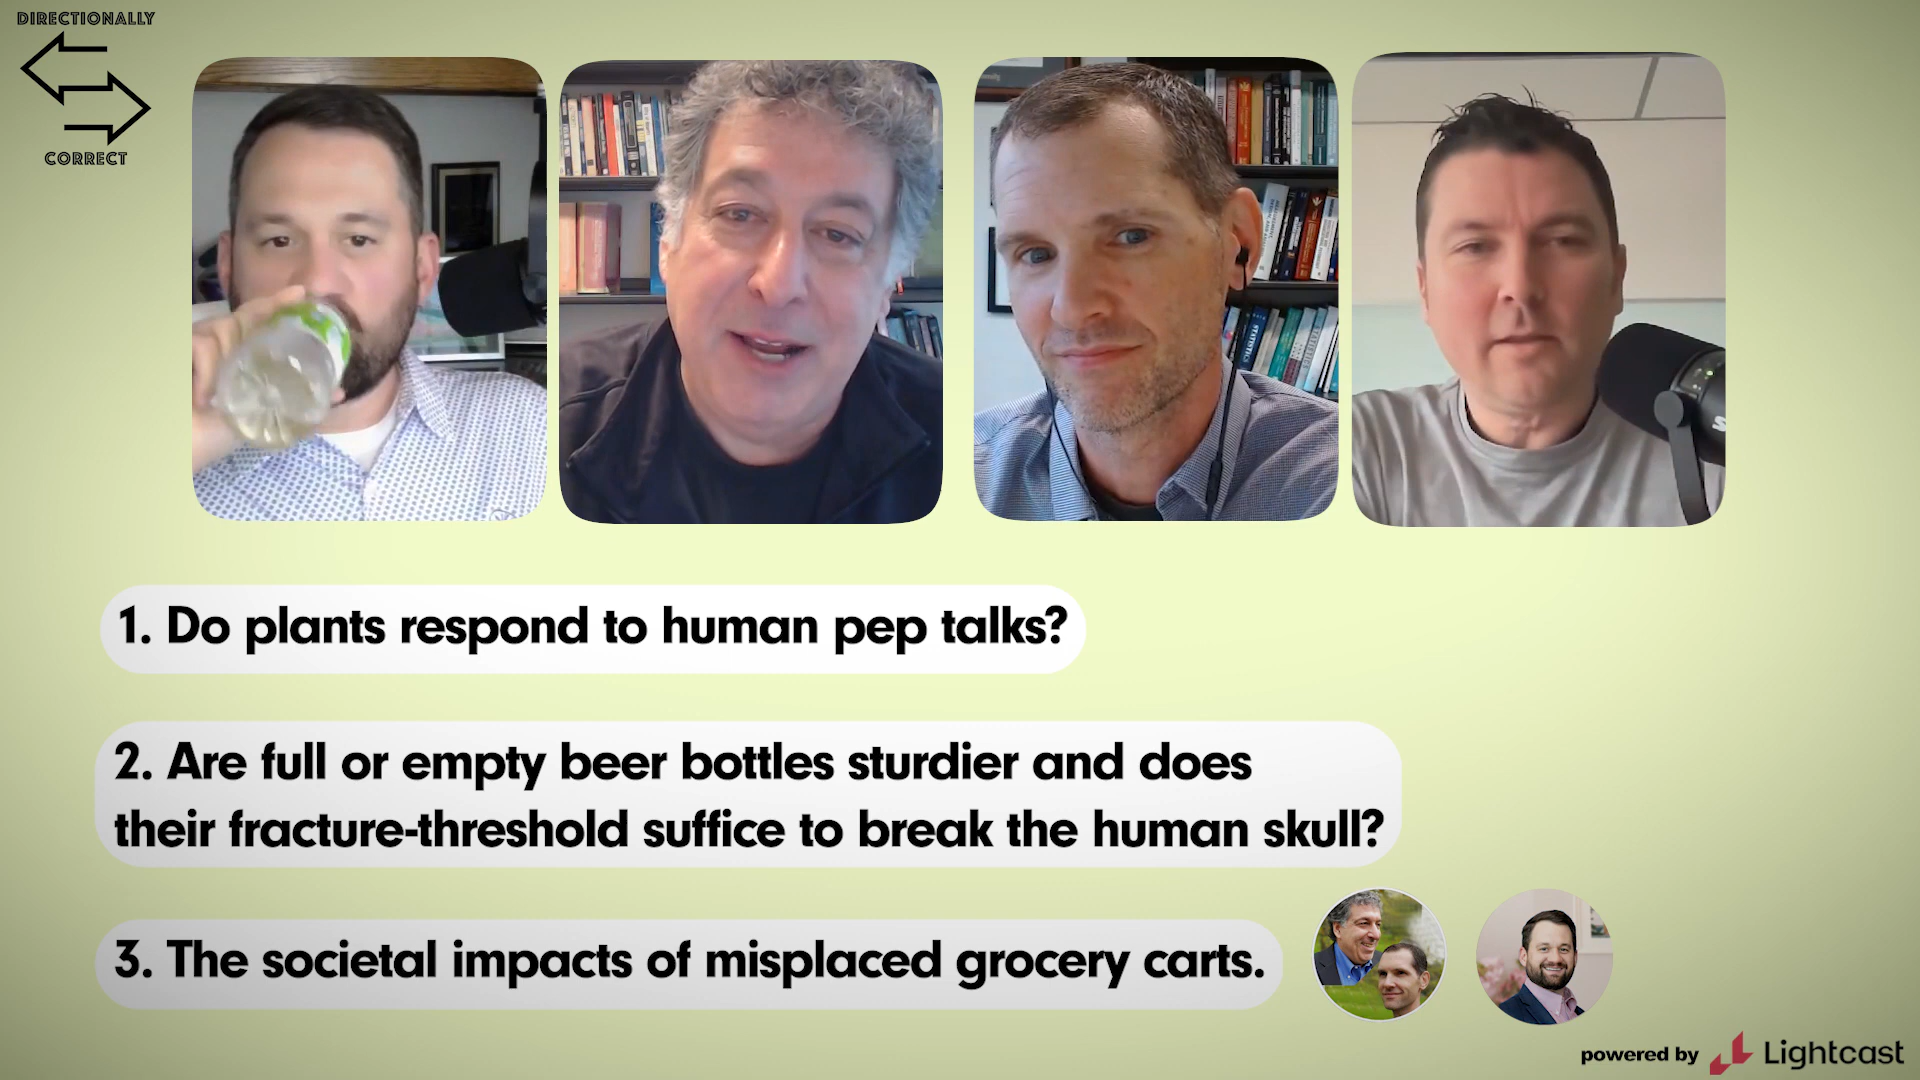 DIRECTIONALLY
CORRECT
STATISTICS
1. Do plants respond to human pep talks?
2. Are full or empty beer bottles sturdier and does
their fracture-threshold suffice to break the human skull?
3. The societal impacts of misplaced grocery carts.
powered by Lightcast